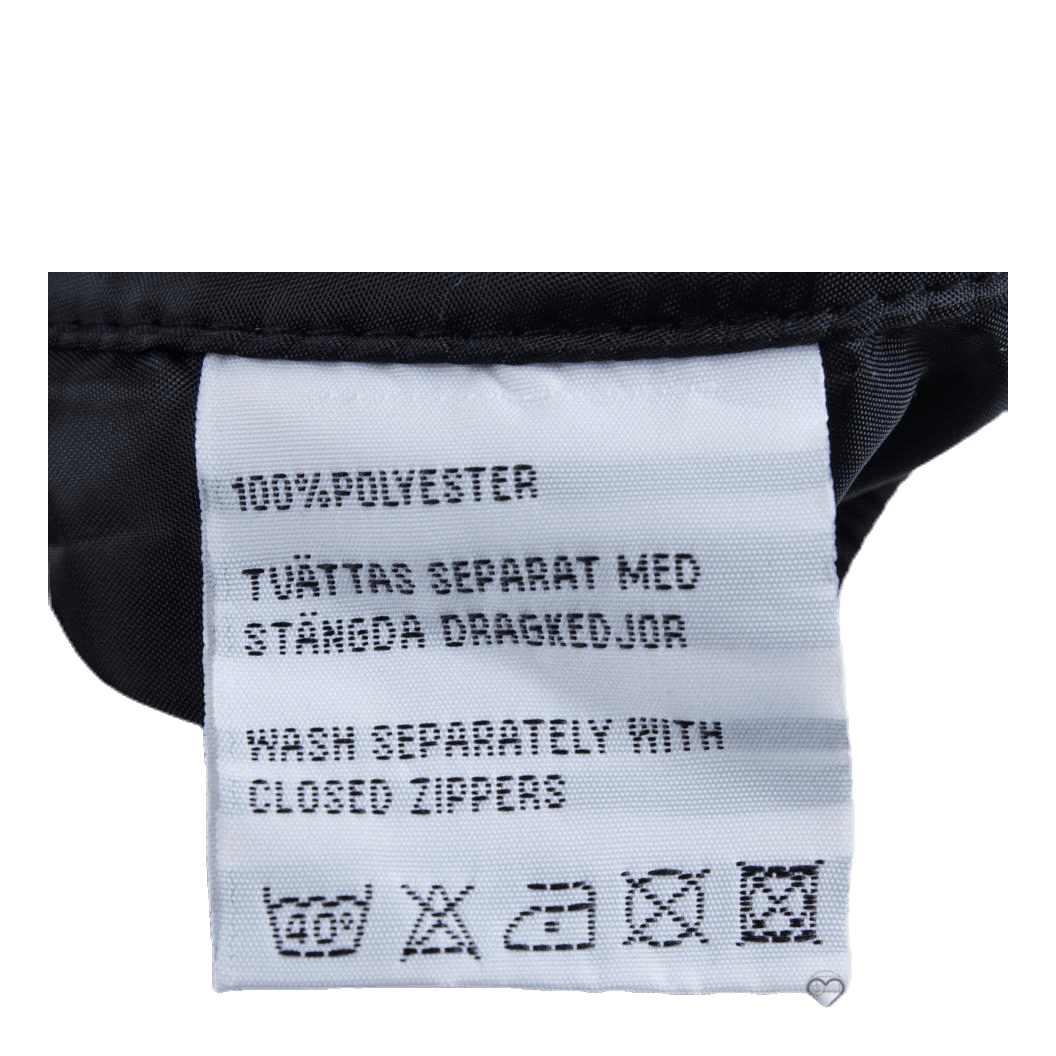 100%POLYESTER
TVÄTTAS SEPARAT MED
STÄNGDA DRAGKEDJOR
WASH SEPARATELY WITH
CLOSED ZIPPERS
40°